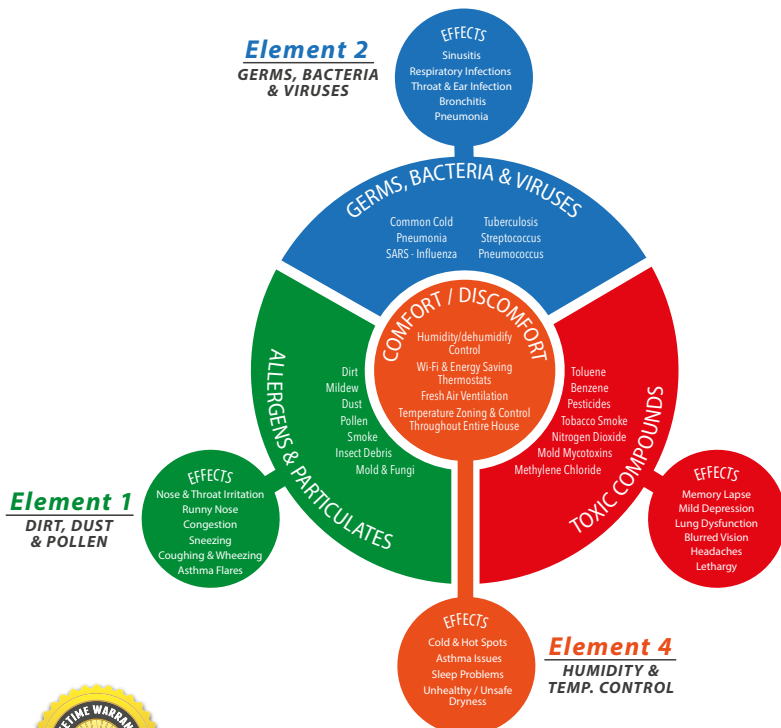 EFFECTS
Sinusitis
Respiratory Infections
Throat & Ear Infection
Bronchitis
Pneumonia
Element 2
GERMS, BACTERIA
& VIRUSES
GERMS, BACTERIA & VIRUSES
Common Cold
Pneumonia
SARS - Influenza
Tuberculosis
Streptococcus
Pneumococcus
COMFORT / DISCOMFORT
Humidity/dehumidify
Control
Wi-Fi & Energy Saving
Thermostats
Fresh Air Ventilation
Temperature Zoning & Control
Throughout Entire House
ALLERGENS & PARTICULATES
Dirt
Mildew
Dust
Pollen
Smoke
Insect Debris
Mold & Fungi
TOXIC COMPOUNDS
Toluene
Benzene
Pesticides
Tobacco Smoke
Nitrogen Dioxide
Mold Mycotoxins
Methylene Chloride
Element 1
DIRT, DUST
& POLLEN
EFFECTS
Nose & Throat Irritation
Runny Nose
Congestion
Sneezing
Coughing & Wheezing
Asthma Flares
EFFECTS
Memory Lapse
Mild Depression
Lung Dysfunction
Blurred Vision
Headaches
Lethargy
EFFECTS
Cold & Hot Spots
Asthma Issues
Sleep Problems
Unhealthy / Unsafe
Dryness
Element 4
HUMIDITY &
TEMP. CONTROL